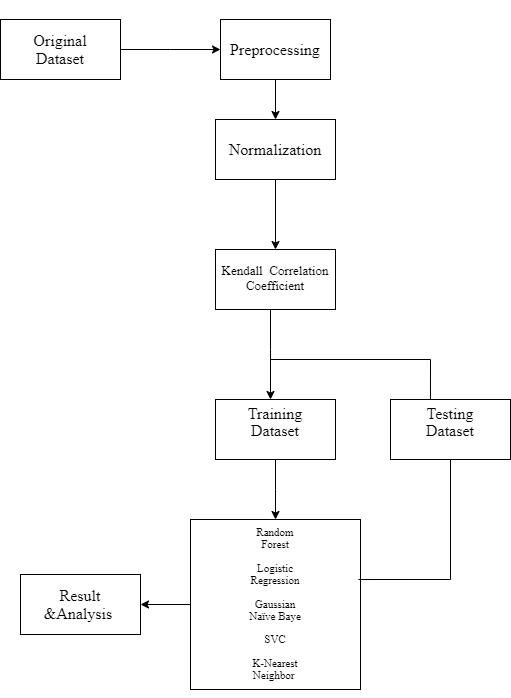 Original
Dataset
Preprocessing
Normalization
Kendall Correlation
Coefficient
Training
Dataset
Testing
Dataset
Random
Forest
Logistic
Regression
Gaussian
Naïve Baye
SVC
K-Nearest
Neighbor
Result
&Analysis